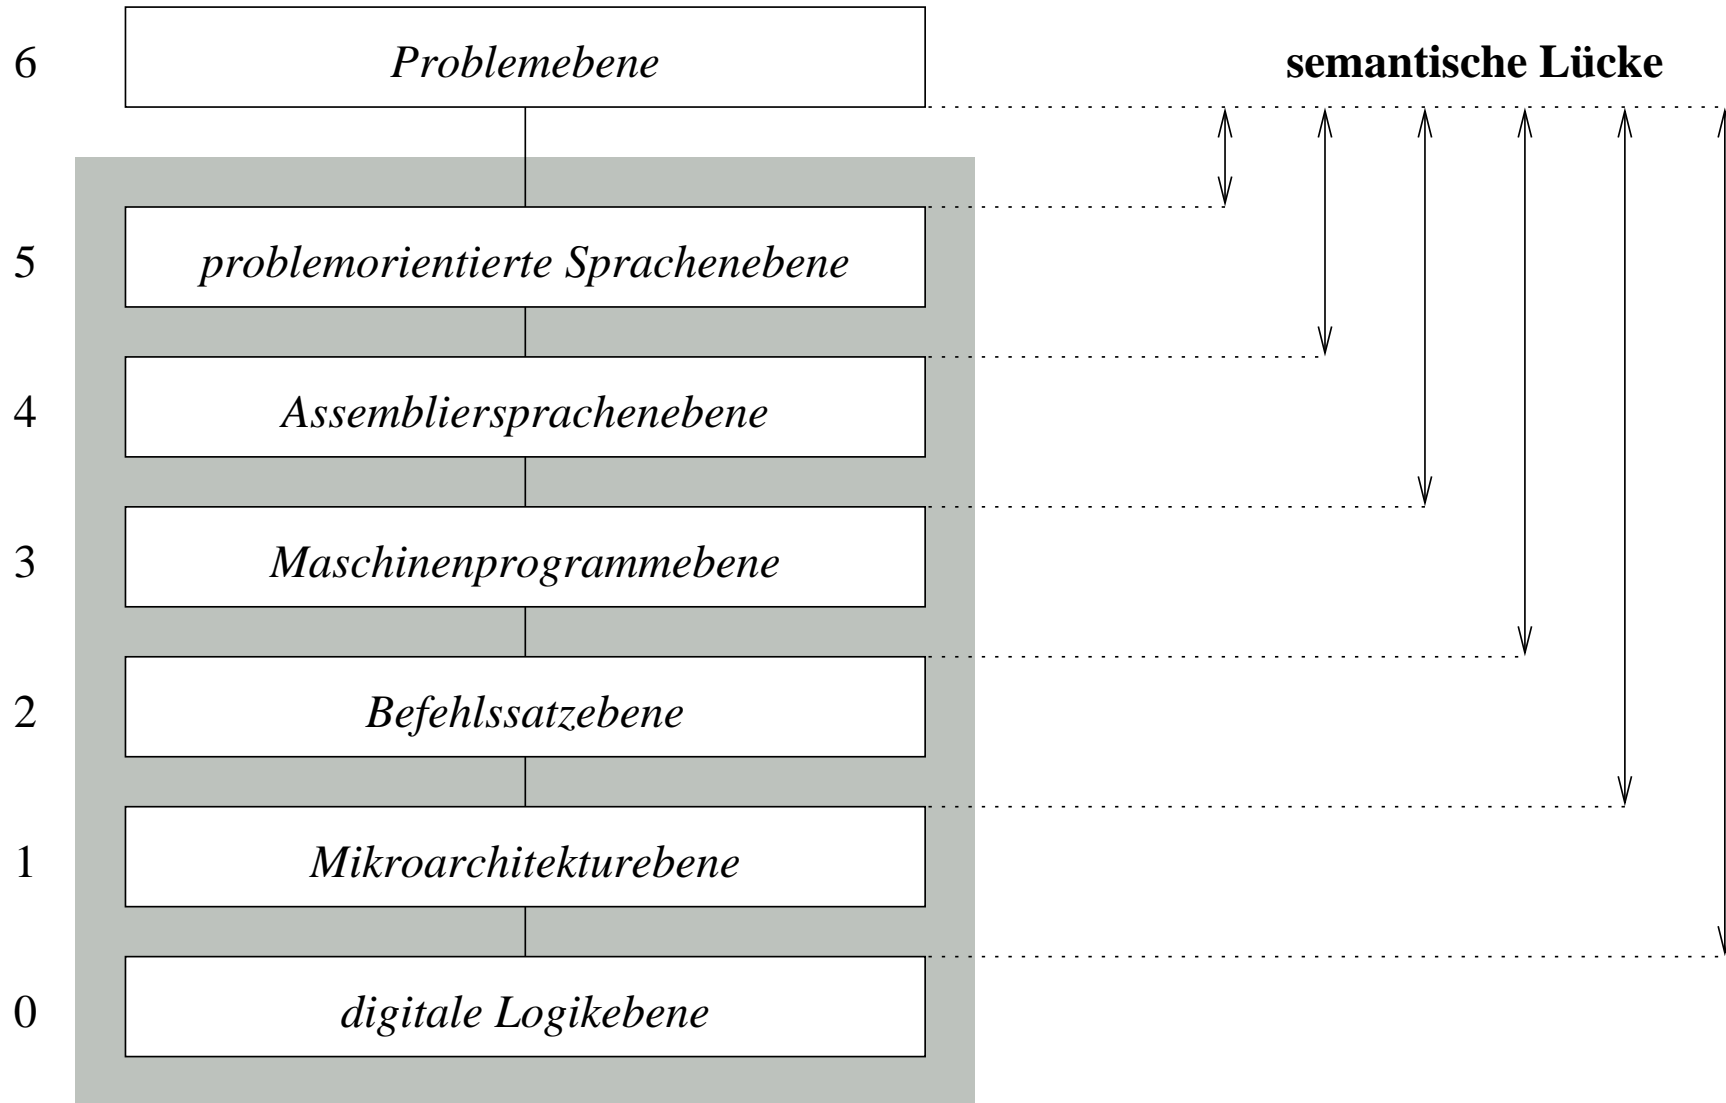 6 Problemebene semantische Lücke
5 problemorientierte Sprachenebene
4 Assembliersprachenebene
3 Maschinenprogrammebene
2 Befehlssatzebene
1 Mikroarchitekturebene
0 digitale Logikebene